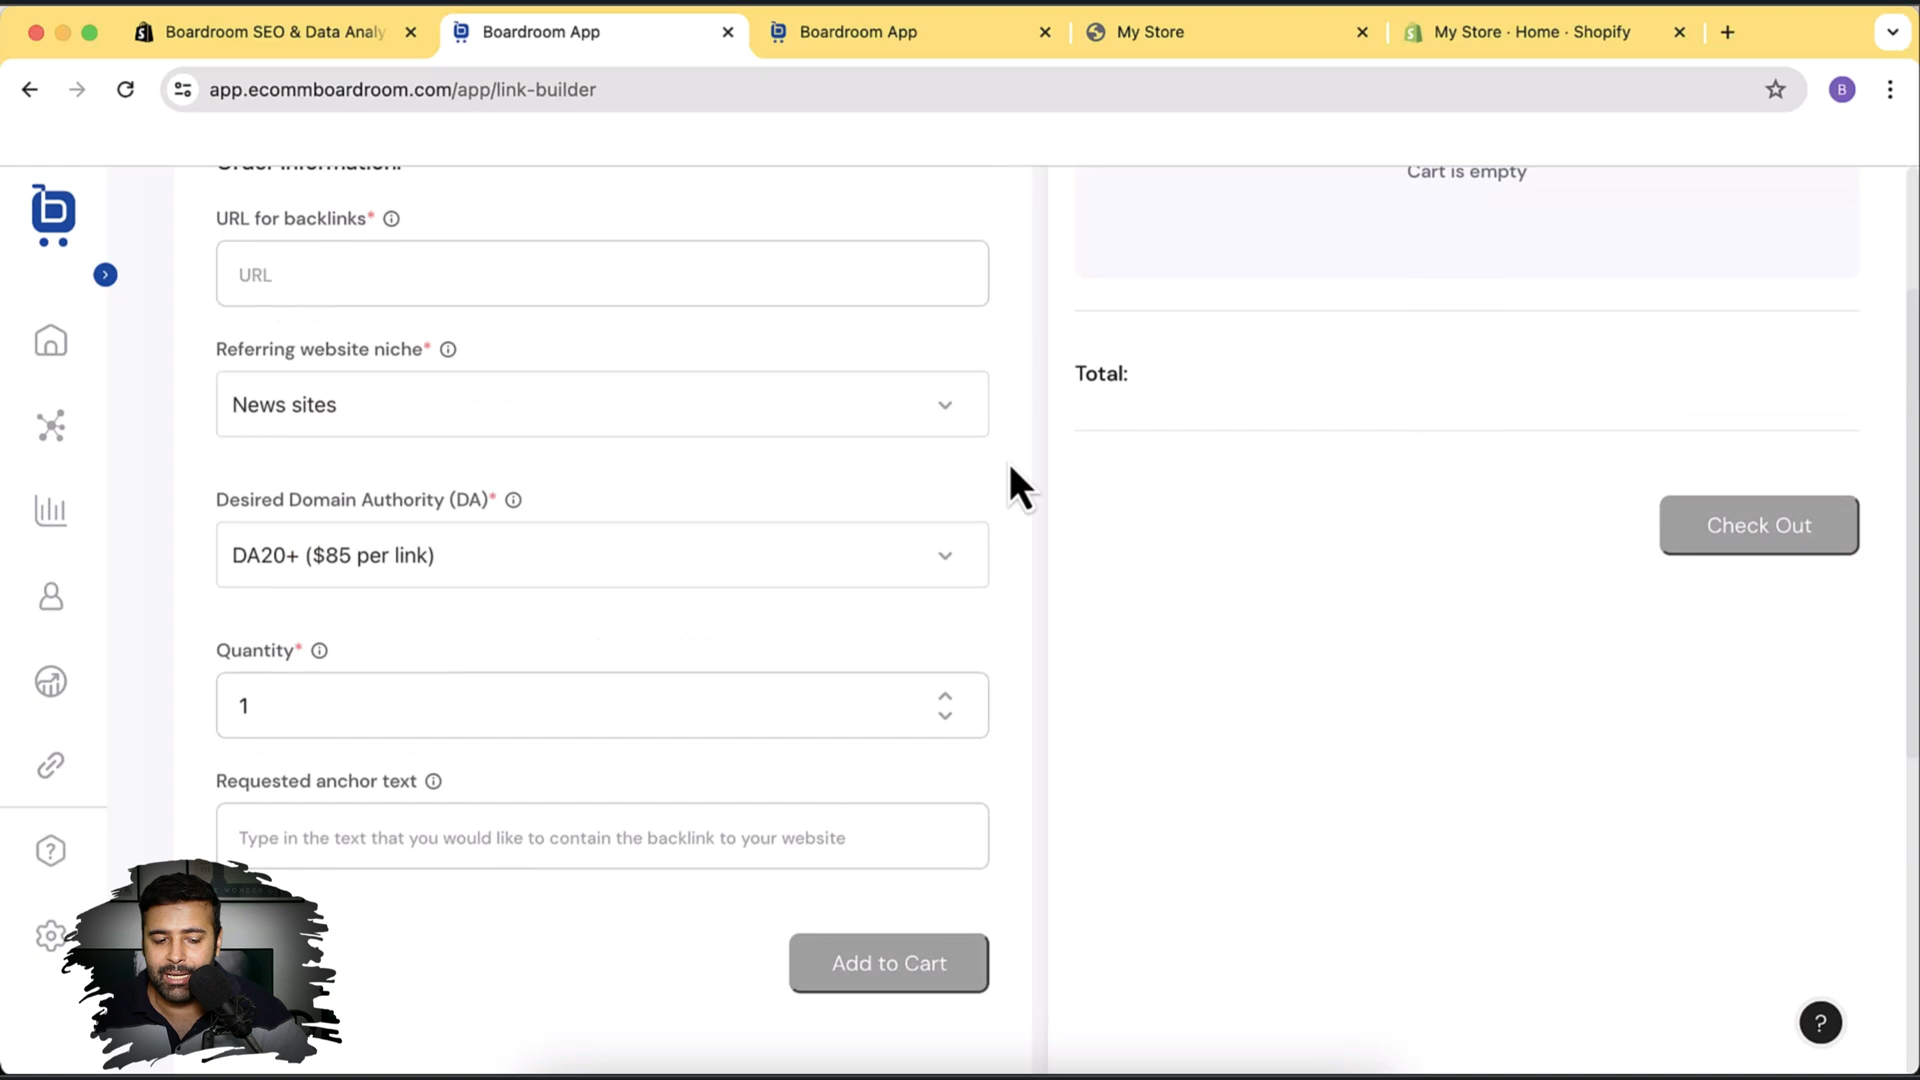 Boardroom SEO & Data Analy
Boardroom App
Boardroom App
My Store
My Store · Home · Shopify
app.ecommboardroom.com/app/link-builder
B
Order Information:
Cart is empty
URL for backlinks*
URL
Referring website niche*
News sites
Total:
Desired Domain Authority (DA)*
Check Out
DA20+ ($85 per link)
Quantity*
1
Requested anchor text
Type in the text that you would like to contain the backlink to your website
Add to Cart
?